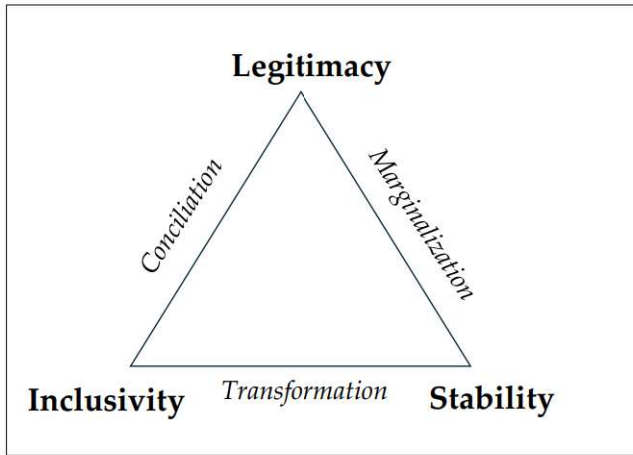 Legitimacy
Conciliation
Marginalization
Inclusivity
Transformation
Stability